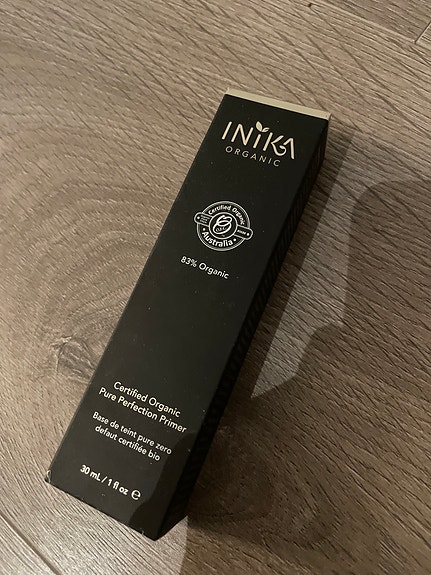 INIKA
ORGANIC
Certified Organic
Australia
83% Organic
Certified Organic
Pure Perfection Primer
Base de teint pure zero
defaut certifiée bio
30 mL / 1 fl oz ℮